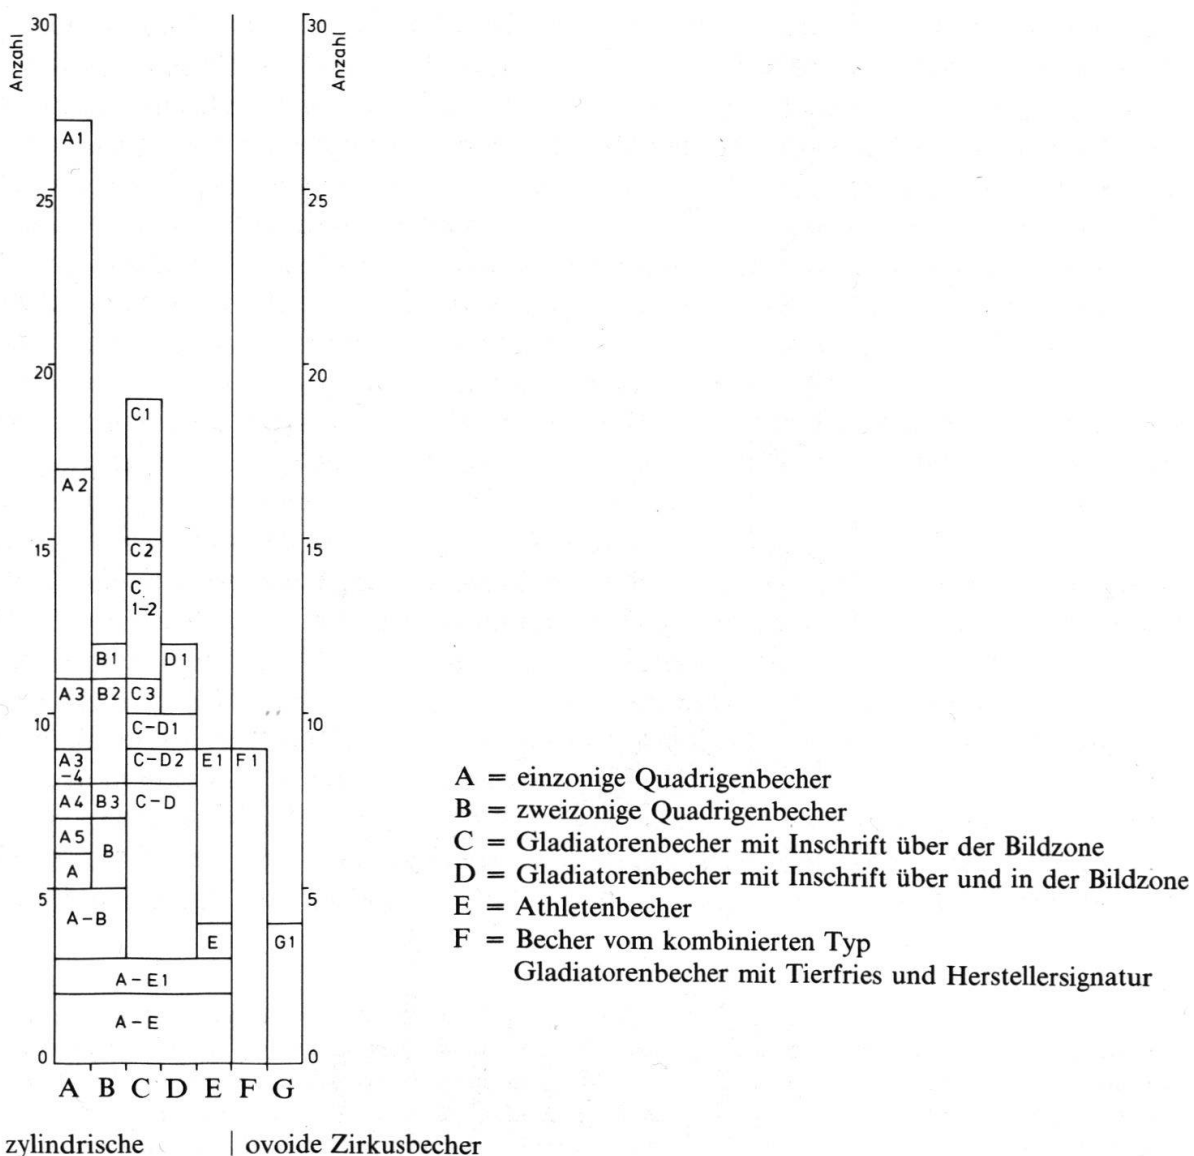 30
Anzahl
30
Anzahl
A1
25
25
20
20
C1
A2
15
15
C2
C
1-2
B1
D1
A3
B2
C3
10
C-D1
10
A3
-4
C-D2
E1
F1
A4
B3
C-D
A5
B
A
5
5
A-B
E
G1
A-E1
A-E
0
0
A B C D E F G
zylindrische | ovoide Zirkusbecher
A = einzonige Quadrigenbecher
B = zweizonige Quadrigenbecher
C = Gladiatorenbecher mit Inschrift über der Bildzone
D = Gladiatorenbecher mit Inschrift über und in der Bildzone
E = Athletenbecher
F = Becher vom kombinierten Typ
Gladiatorenbecher mit Tierfries und Herstellersignatur